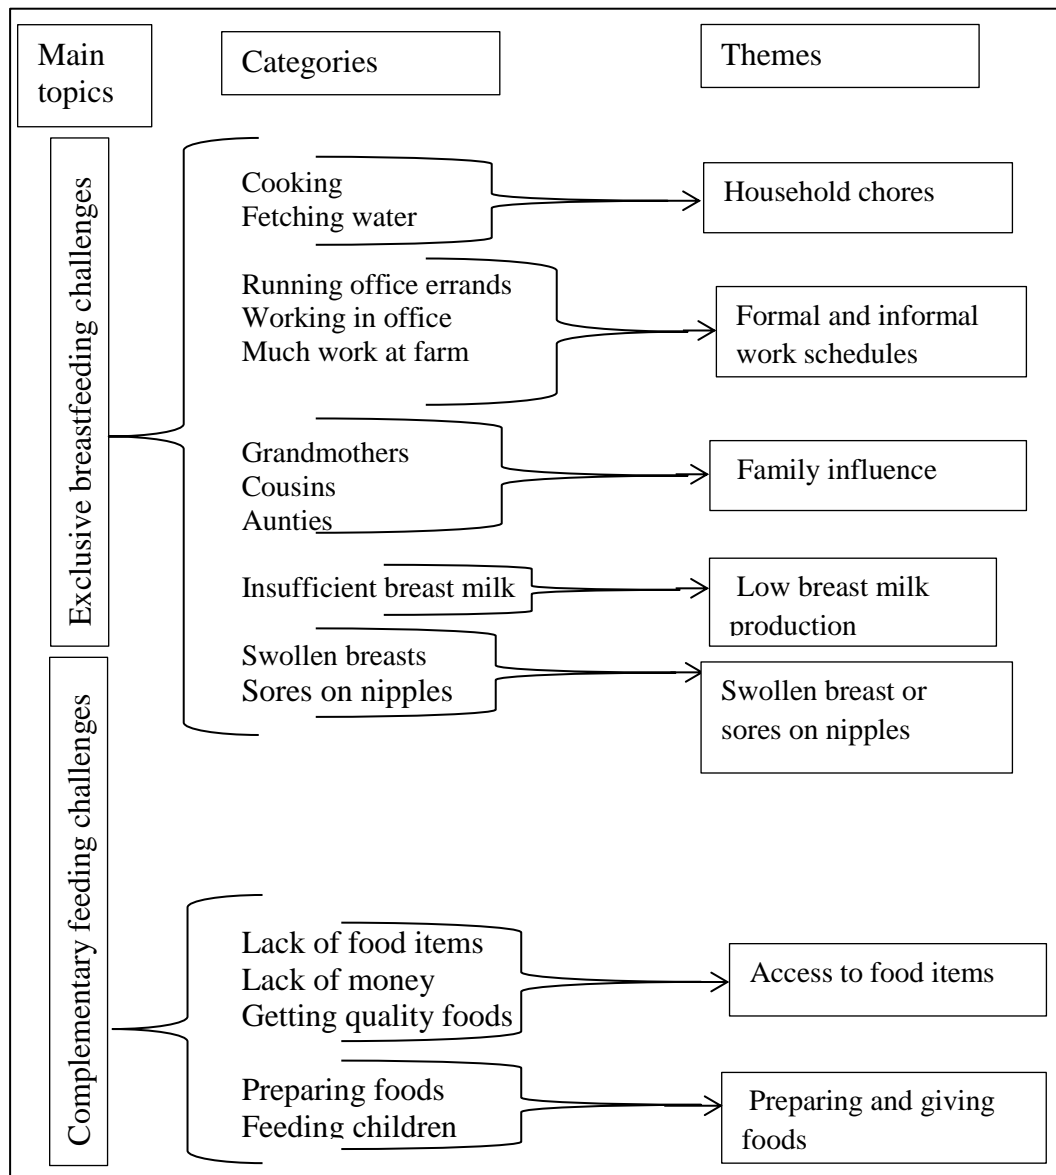 Main
topics
Categories
Themes
Exclusive breastfeeding challenges
Cooking
Fetching water
Household chores
Running office errands
Working in office
Much work at farm
Formal and informal
work schedules
Grandmothers
Cousins
Aunties
Family influence
Insufficient breast milk
Low breast milk
production
Swollen breasts
Sores on nipples
Swollen breast or
sores on nipples
Complementary feeding challenges
Lack of food items
Lack of money
Getting quality foods
Access to food items
Preparing foods
Feeding children
Preparing and giving
foods